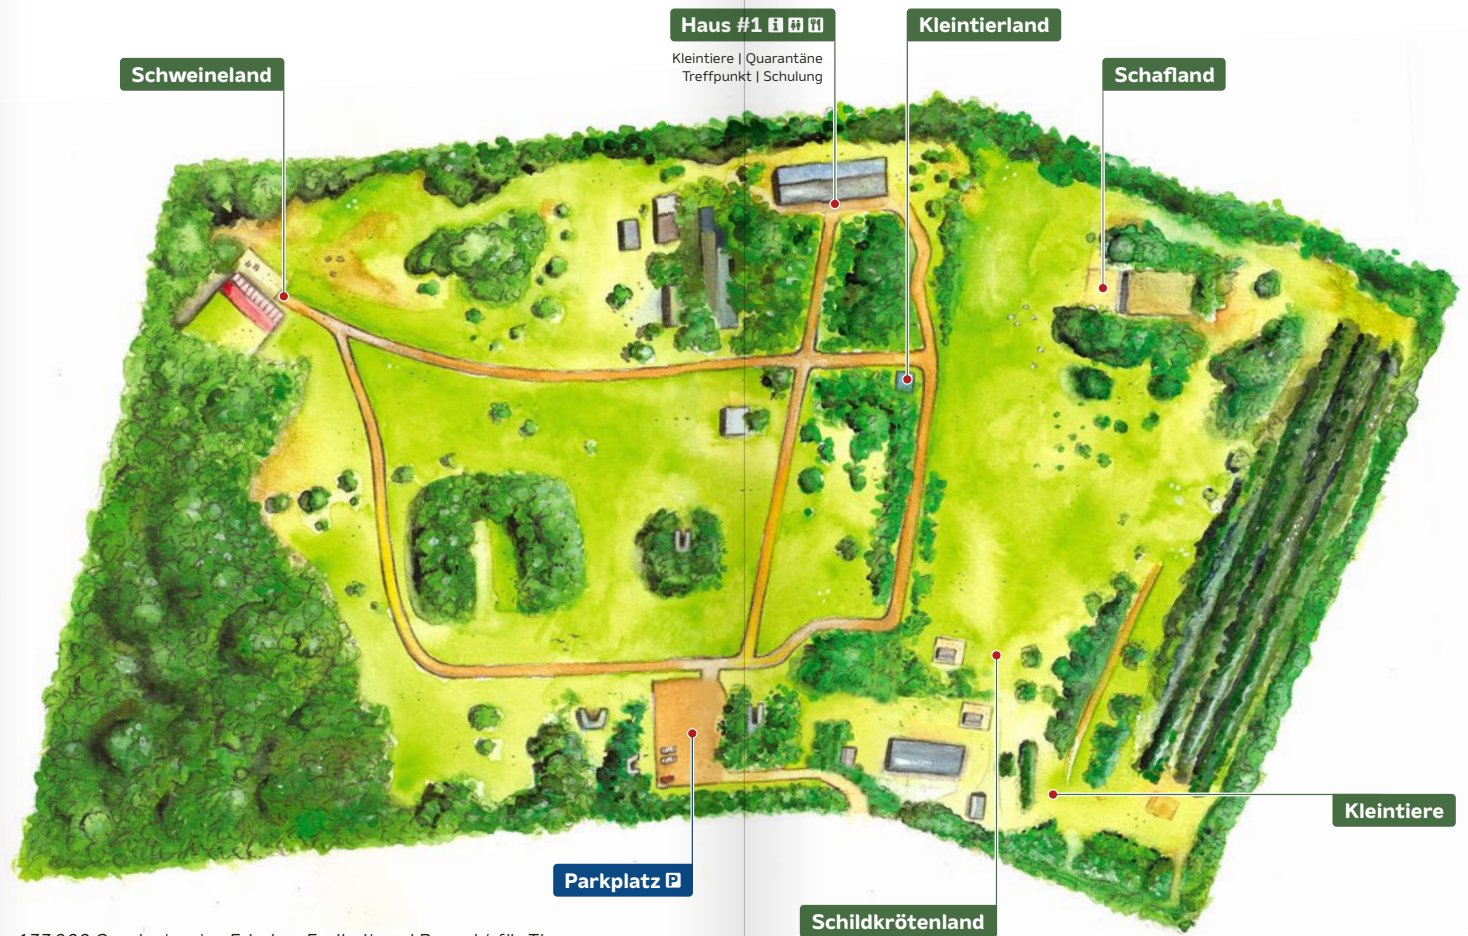 Haus #1
Kleintiere | Quarantäne
Treffpunkt | Schulung
Kleintierland
Schweineland
Schafland
Kleintiere
Parkplatz P
Schildkrötenland